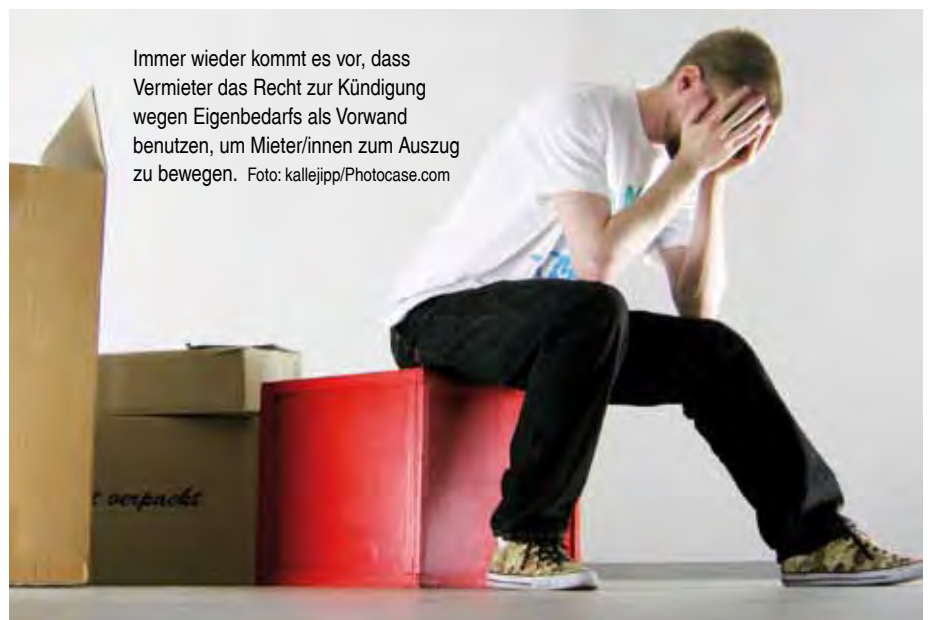 Immer wieder kommt es vor, dass
Vermieter das Recht zur Kündigung
wegen Eigenbedarfs als Vorwand
benutzen, um Mieter/innen zum Auszug
zu bewegen. Foto: kallejipp/Photocase.com
t verpackt